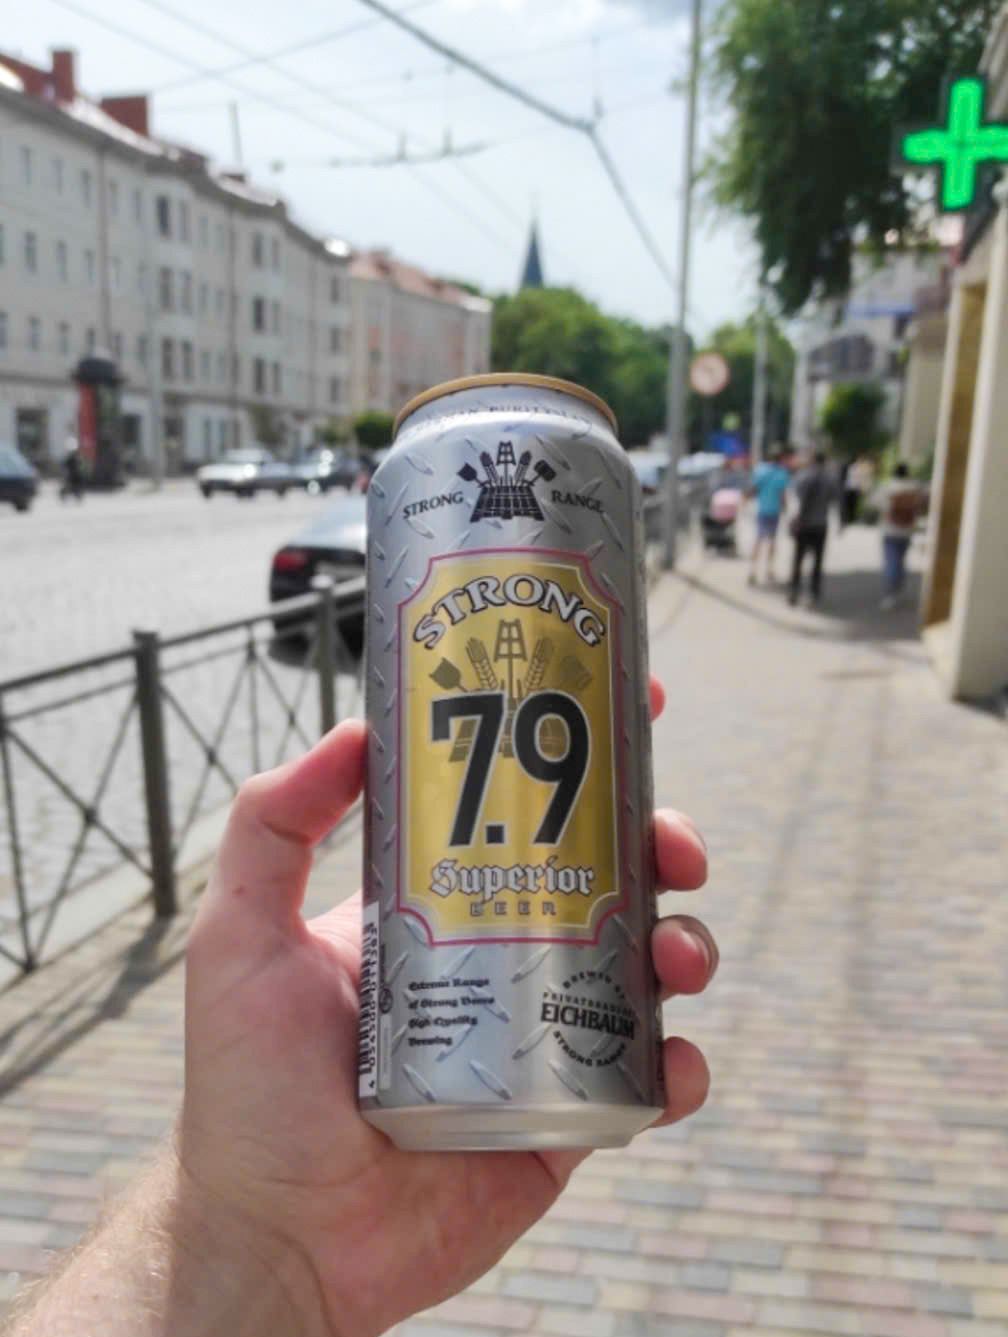 STRONG RANGE
STRONG
7.9
Superior
BEER
Extreme Range
of Strong Beers
High Quality
Brewing
BREWED BY
PRIVATBRAUEREI
EICHBAUM
STRONG RANGE